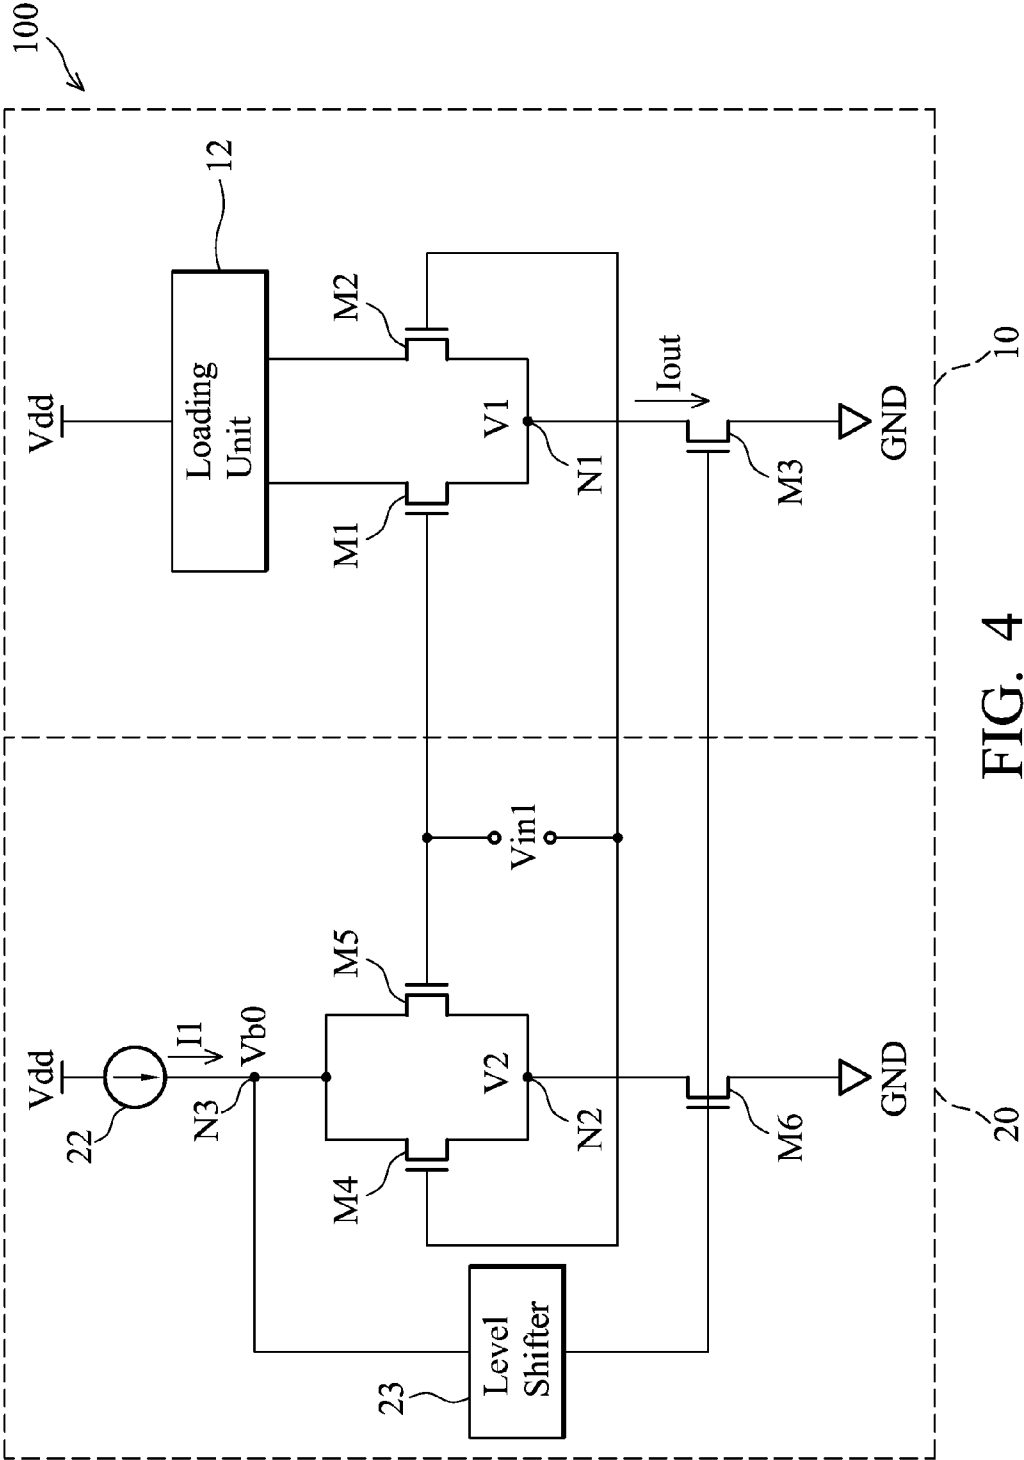 100
12
Vdd
Vdd
Loading
Unit
22
I1
N3
Vb0
M1
M2
M4
M5
V2
N2
V1
N1
Vin1
Iout
23
Level
Shifter
M6
M3
GND
GND
20
10
FIG. 4